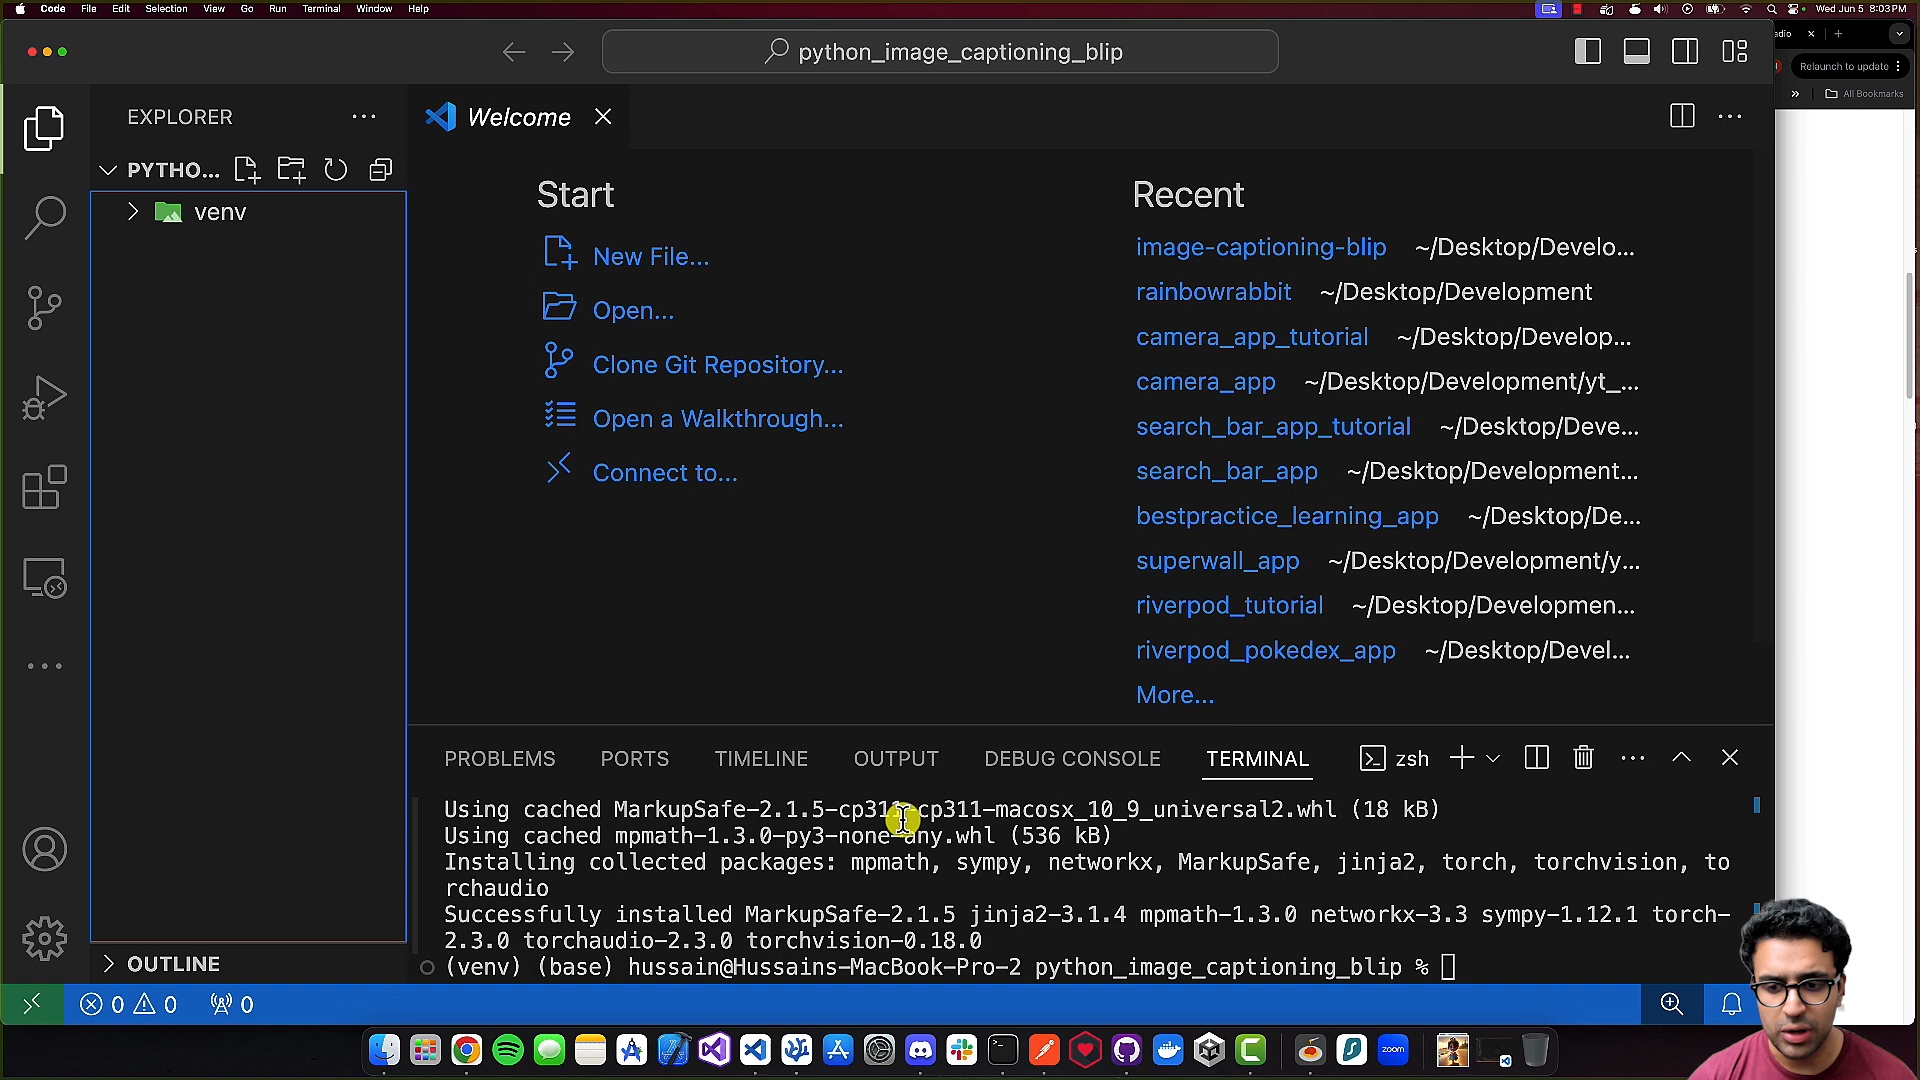 Code File Edit Selection View Go Run Terminal Window Help
Wed Jun 5 8:03 PM
python_image_captioning_blip
adio
Relaunch to update
All Bookmarks
EXPLORER
PYTHO...
venv
OUTLINE
Welcome
Start
New File...
Open...
Clone Git Repository...
Open a Walkthrough...
Connect to...
Recent
image-captioning-blip ~/Desktop/Develo...
rainbowrabbit ~/Desktop/Development
camera_app_tutorial ~/Desktop/Develop...
camera_app ~/Desktop/Development/yt_...
search_bar_app_tutorial ~/Desktop/Deve...
search_bar_app ~/Desktop/Development...
bestpractice_learning_app ~/Desktop/De...
superwall_app ~/Desktop/Development/y...
riverpod_tutorial ~/Desktop/Developmen...
riverpod_pokedex_app ~/Desktop/Devel...
More...
PROBLEMS PORTS TIMELINE OUTPUT DEBUG CONSOLE TERMINAL zsh
Using cached MarkupSafe-2.1.5-cp311-cp311-macosx_10_9_universal2.whl (18 kB)
Using cached mpmath-1.3.0-py3-none-any.whl (536 kB)
Installing collected packages: mpmath, sympy, networkx, MarkupSafe, jinja2, torch, torchvision, to
rchaudio
Successfully installed MarkupSafe-2.1.5 jinja2-3.1.4 mpmath-1.3.0 networkx-3.3 sympy-1.12.1 torch-
2.3.0 torchaudio-2.3.0 torchvision-0.18.0
(venv) (base) hussain@Hussains-MacBook-Pro-2 python_image_captioning_blip %
0 0 0
zoom